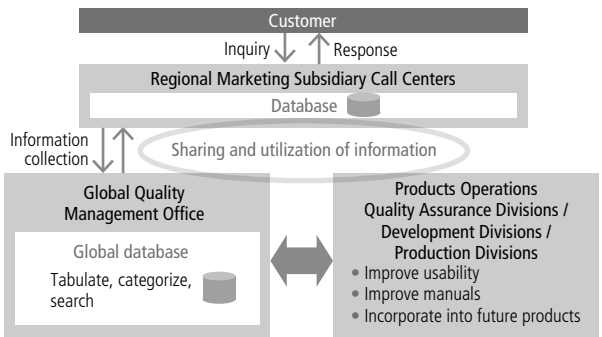 Customer
Inquiry
Response
Regional Marketing Subsidiary Call Centers
Database
Information
collection
Sharing and utilization of information
Global Quality
Management Office
Global database
Tabulate, categorize,
search
Products Operations
Quality Assurance Divisions /
Development Divisions /
Production Divisions
• Improve usability
• Improve manuals
• Incorporate into future products